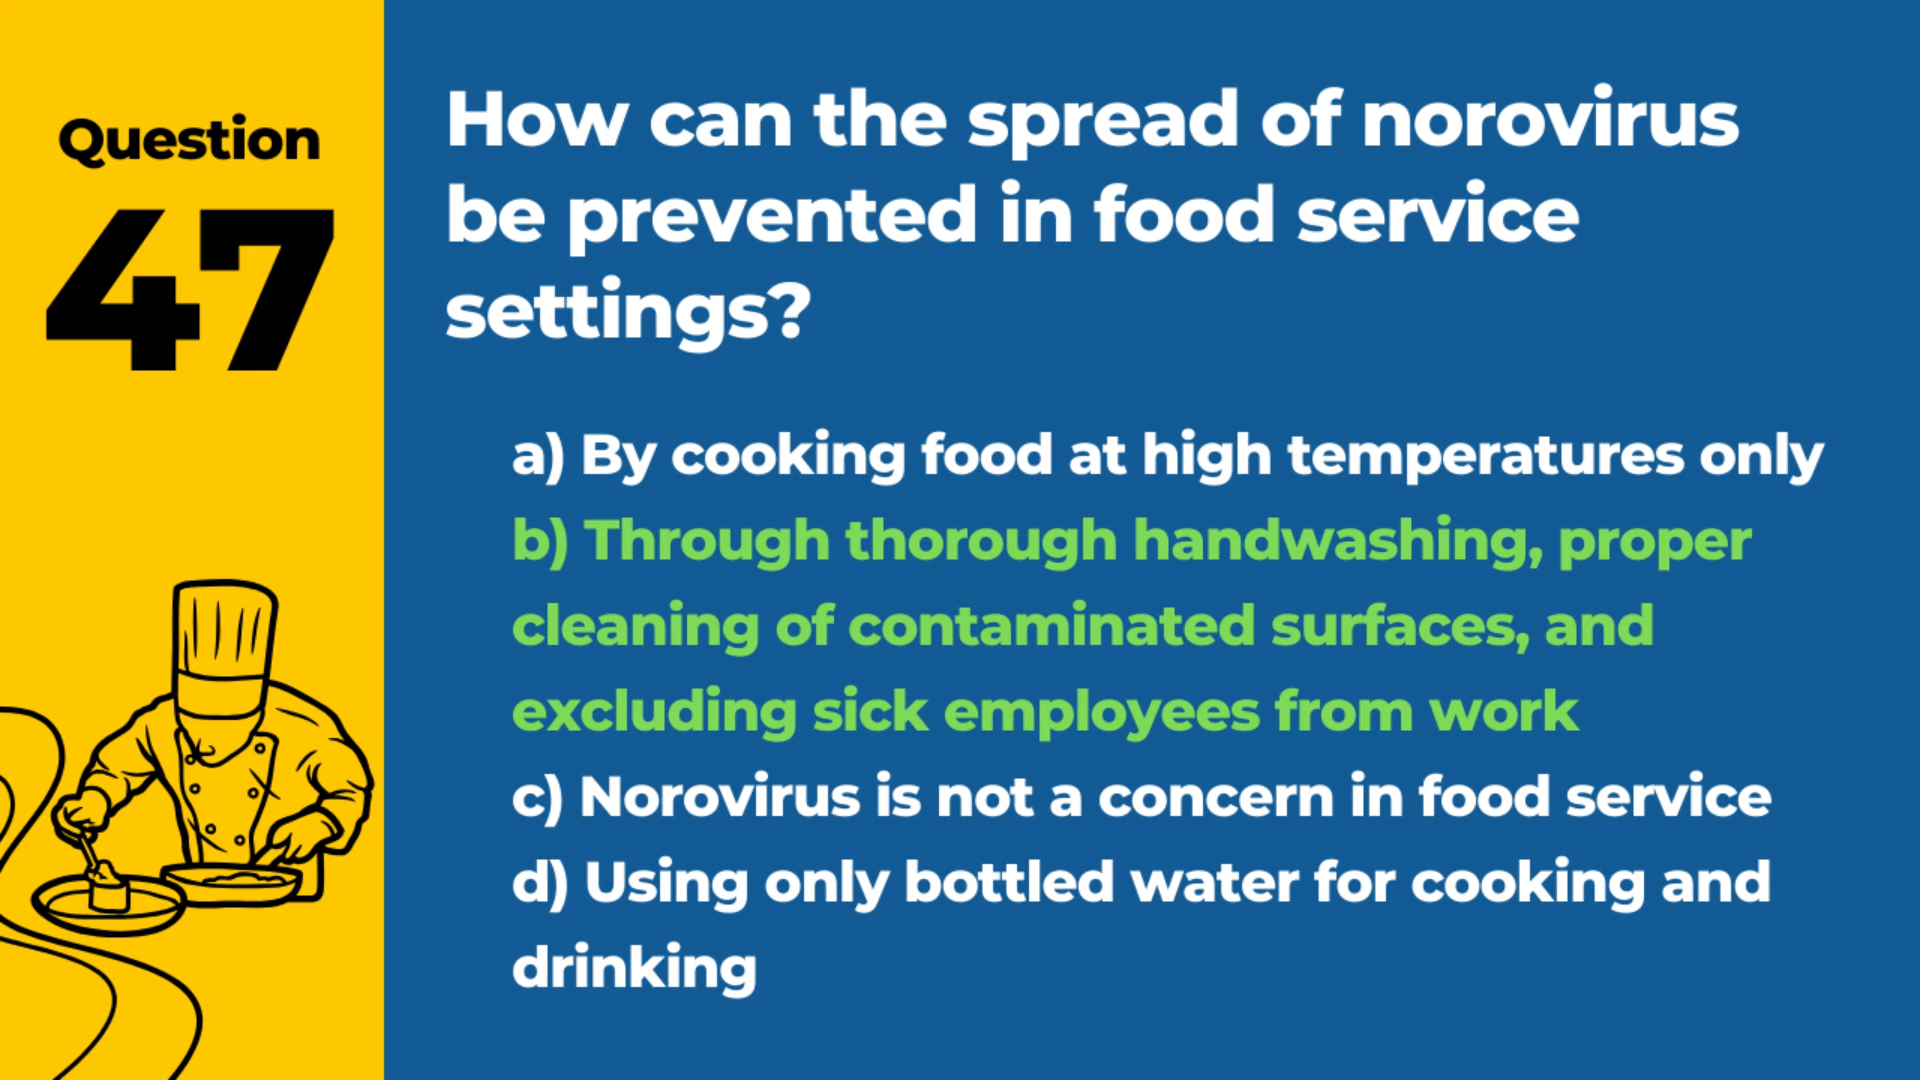 Question
47
How can the spread of norovirus
be prevented in food service
settings?
a) By cooking food at high temperatures only
b) Through thorough handwashing, proper
cleaning of contaminated surfaces, and
excluding sick employees from work
c) Norovirus is not a concern in food service
d) Using only bottled water for cooking and
drinking